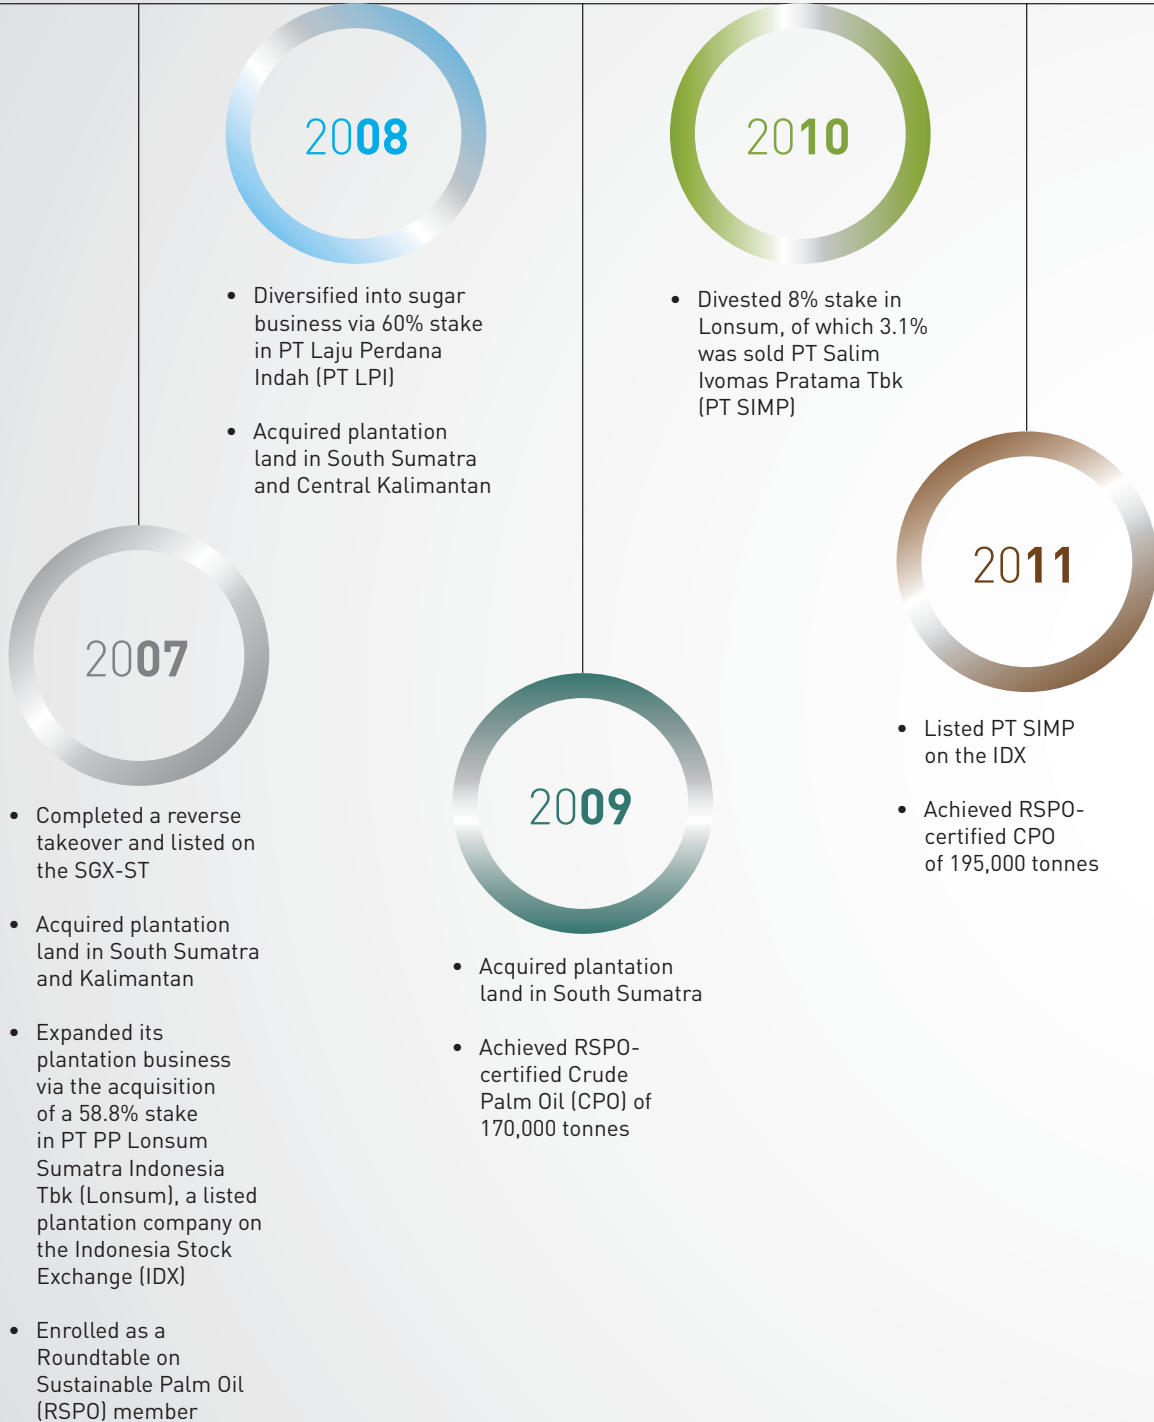 2007
• Completed a reverse
takeover and listed on
the SGX-ST
• Acquired plantation
land in South Sumatra
and Kalimantan
• Expanded its
plantation business
via the acquisition
of a 58.8% stake
in PT PP Lonsum
Sumatra Indonesia
Tbk (Lonsum), a listed
plantation company on
the Indonesia Stock
Exchange (IDX)
• Enrolled as a
Roundtable on
Sustainable Palm Oil
(RSPO) member
2008
• Diversified into sugar
business via 60% stake
in PT Laju Perdana
Indah (PT LPI)
• Acquired plantation
land in South Sumatra
and Central Kalimantan
2009
• Acquired plantation
land in South Sumatra
• Achieved RSPO-
certified Crude
Palm Oil (CPO) of
170,000 tonnes
2010
• Divested 8% stake in
Lonsum, of which 3.1%
was sold PT Salim
Ivomas Pratama Tbk
(PT SIMP)
2011
• Listed PT SIMP
on the IDX
• Achieved RSPO-
certified CPO
of 195,000 tonnes